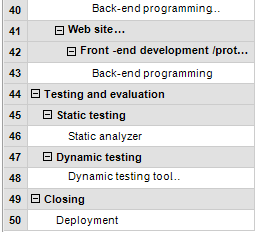 40 Back-end programming...
41 Web site...
42 Front -end development /prot...
43 Back-end programming
44 Testing and evaluation
45 Static testing
46 Static analyzer
47 Dynamic testing
48 Dynamic testing tool..
49 Closing
50 Deployment